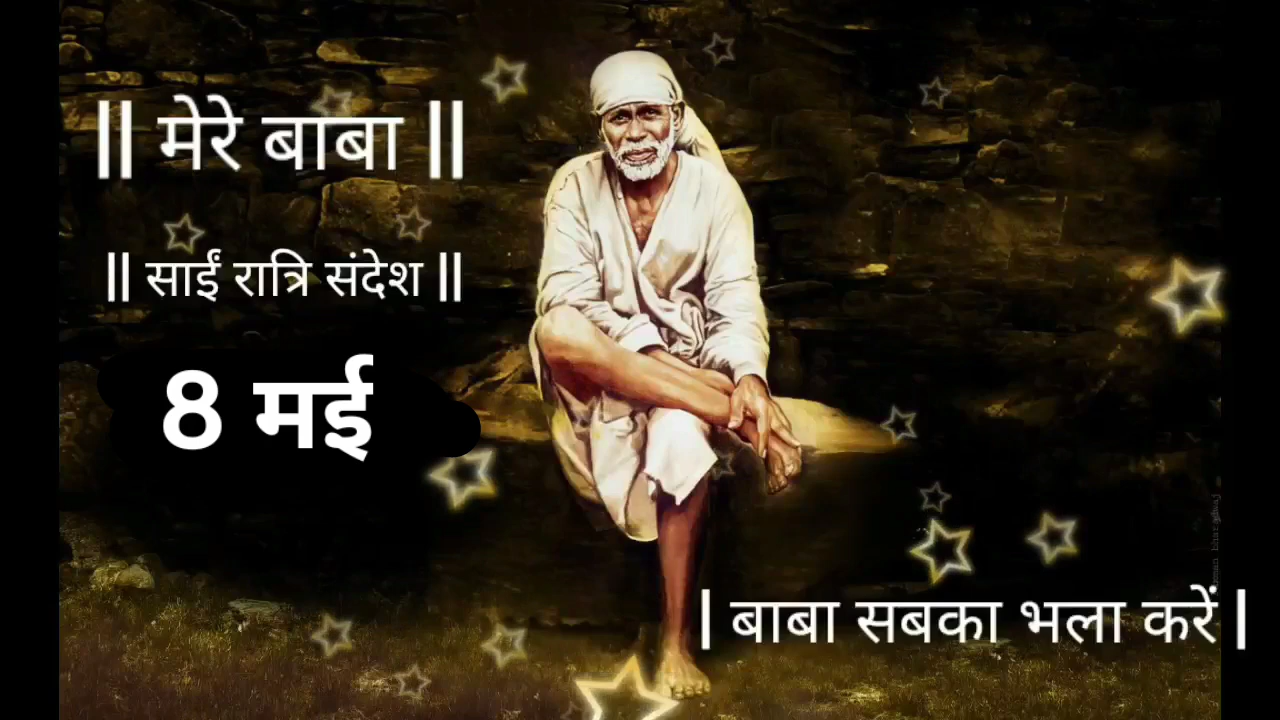 || मेरे बाबा ||
|| साईं रात्रि संदेश ||
8 मई
| बाबा सबका भला करें |